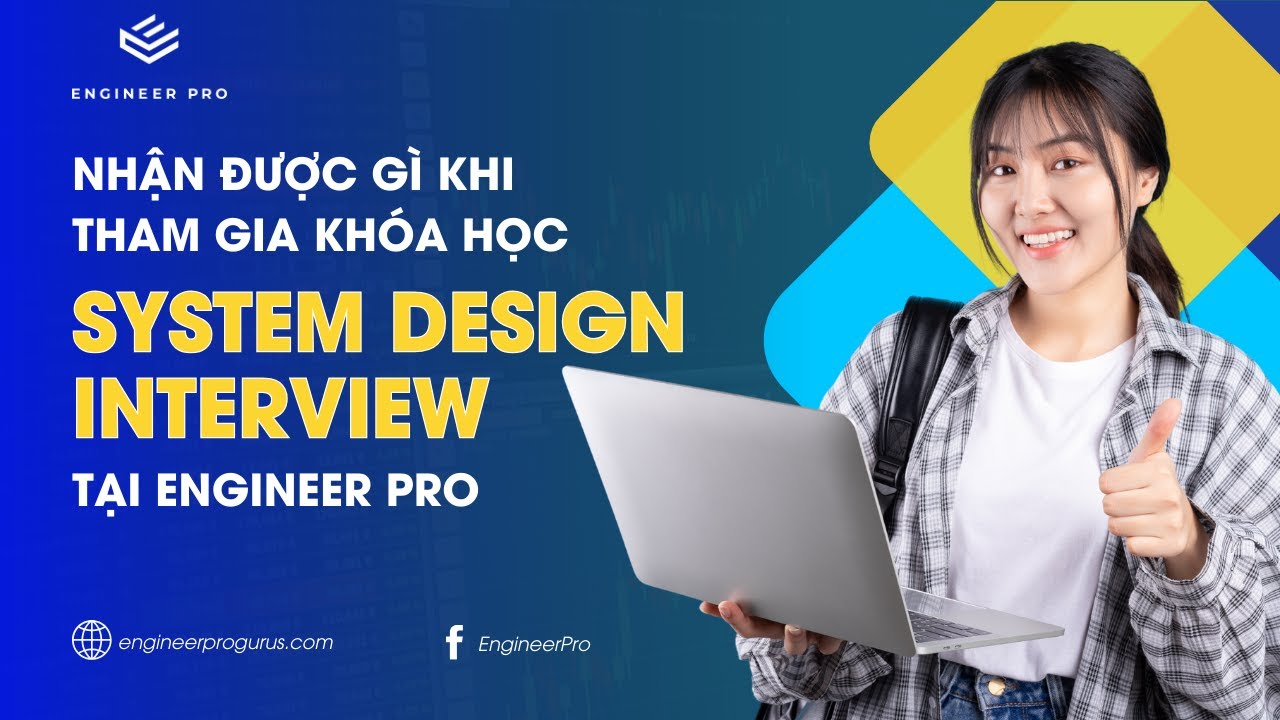 ENGINEER PRO
NHẬN ĐƯỢC GÌ KHI
THAM GIA KHÓA HỌC
SYSTEM DESIGN
INTERVIEW
TẠI ENGINEER PRO
engineerprogurus.com
EngineerPro